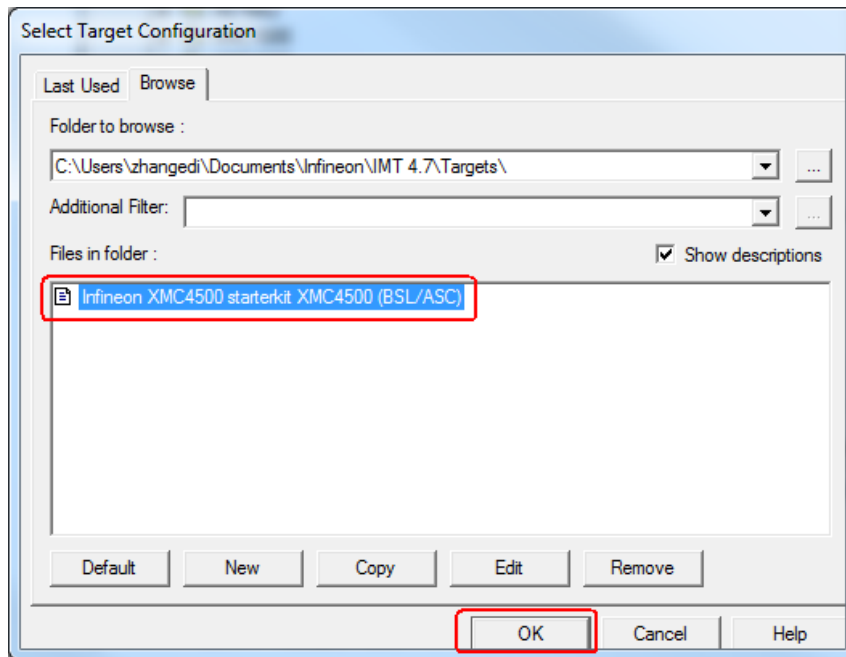 Select Target Configuration
Last Used Browse
Folder to browse :
C:\Users\zhangedi\Documents\Infineon\IMT 4.7\Targets\ ...
Additional Filter: ...
Files in folder : Show descriptions
Infineon XMC4500 starterkit XMC4500 (BSL/ASC)
Default New Copy Edit Remove
OK Cancel Help